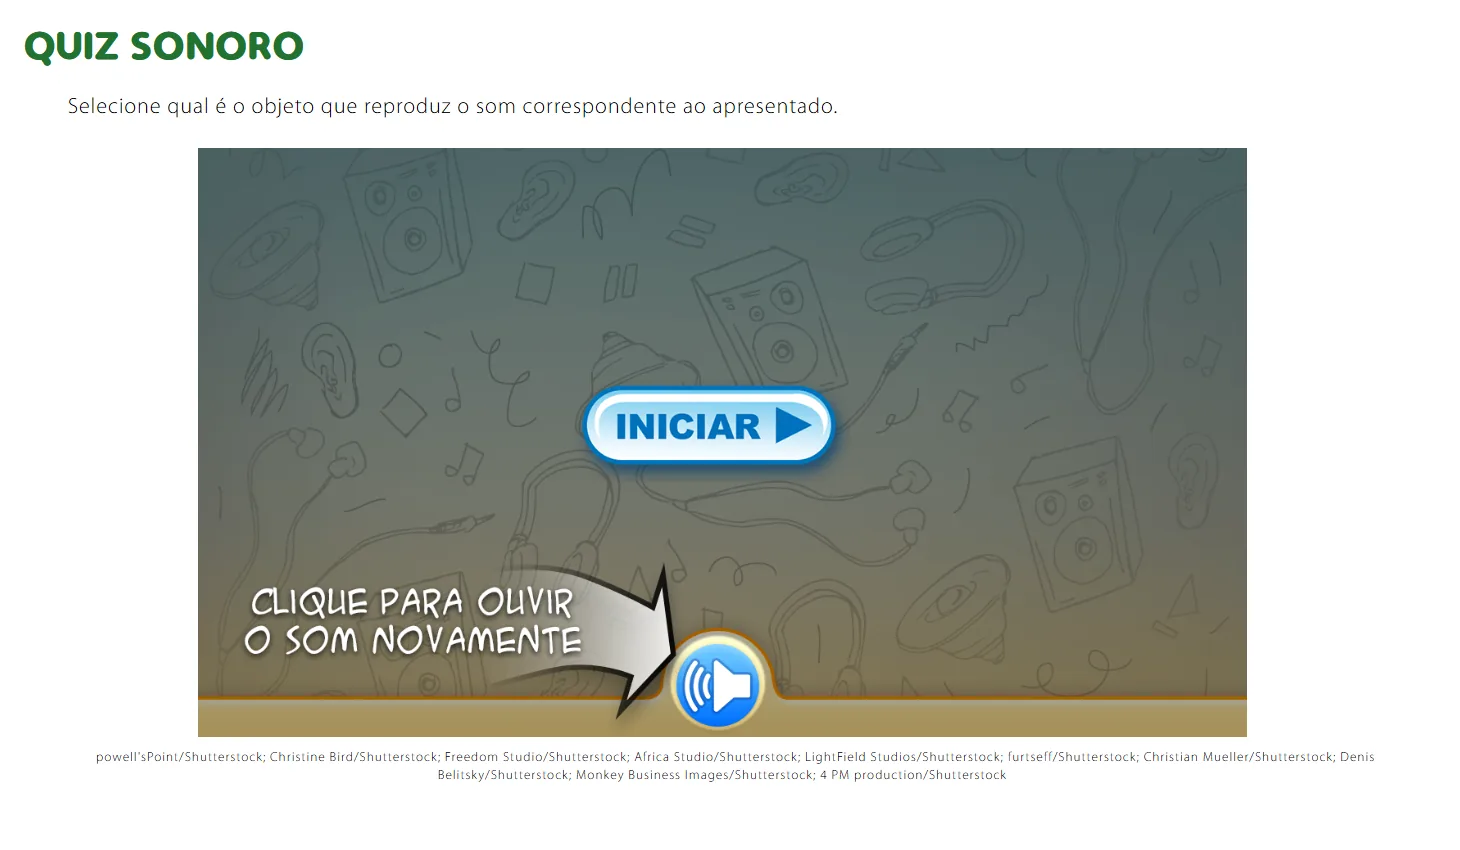 QUIZ SONORO
Selecione qual é o objeto que reproduz o som correspondente ao apresentado.
INICIAR
CLIQUE PARA OUVIR
O SOM NOVAMENTE
powell'sPoint/Shutterstock; Christine Bird/Shutterstock; Freedom Studio/Shutterstock; Africa Studio/Shutterstock; LightField Studios/Shutterstock; furtseff/Shutterstock; Christian Mueller/Shutterstock; Denis
Belitsky/Shutterstock; Monkey Business Images/Shutterstock; 4 PM production/Shutterstock